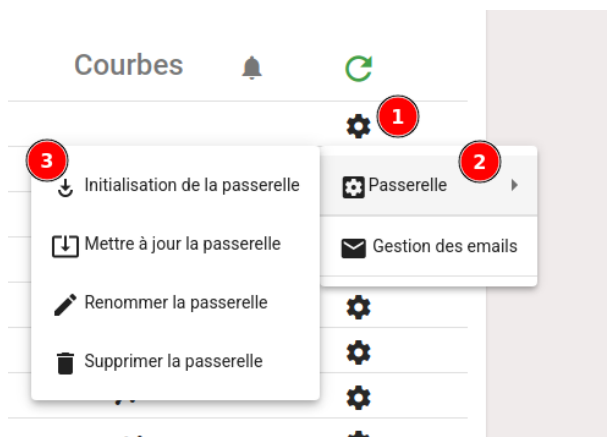 Courbes
1
3
2
Initialisation de la passerelle
Passerelle
Mettre à jour la passerelle
Gestion des emails
Renommer la passerelle
Supprimer la passerelle